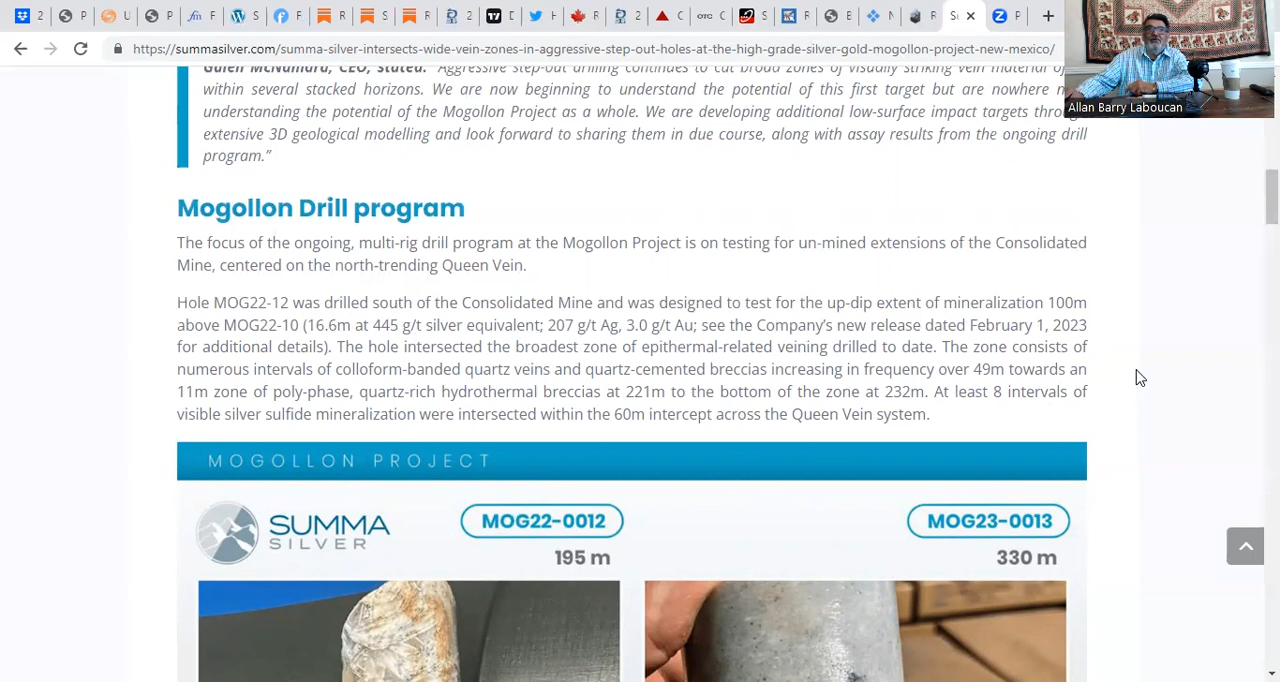 2
P
U
P
F
S
F
R
S
R
2
D
H
R
2
C
OTC C
S
R
B
N
R
Su
P
https://summasilver.com/summa-silver-intersects-wide-vein-zones-in-aggressive-step-out-holes-at-the-high-grade-silver-gold-mogollon-project-new-mexico/
Allan Barry Laboucan
Galen McNamara, CEO, stated: "Aggressive step-out drilling continues to cut broad zones of visually striking vein material
within several stacked horizons. We are now beginning to understand the potential of this first target but are nowhere
understanding the potential of the Mogollon Project as a whole. We are developing additional low-surface impact targets
extensive 3D geological modelling and look forward to sharing them in due course, along with assay results from the ongoing drill
program."
Mogollon Drill program
The focus of the ongoing, multi-rig drill program at the Mogollon Project is on testing for un-mined extensions of the Consolidated
Mine, centered on the north-trending Queen Vein.
Hole MOG22-12 was drilled south of the Consolidated Mine and was designed to test for the up-dip extent of mineralization 100m
above MOG22-10 (16.6m at 445 g/t silver equivalent; 207 g/t Ag, 3.0 g/t Au; see the Company's new release dated February 1, 2023
for additional details). The hole intersected the broadest zone of epithermal-related veining drilled to date. The zone consists of
numerous intervals of colloform-banded quartz veins and quartz-cemented breccias increasing in frequency over 49m towards an
11m zone of poly-phase, quartz-rich hydrothermal breccias at 221m to the bottom of the zone at 232m. At least 8 intervals of
visible silver sulfide mineralization were intersected within the 60m intercept across the Queen Vein system.
MOGOLLON PROJECT
SUMMA
SILVER
MOG22-0012
195 m
MOG23-0013
330 m